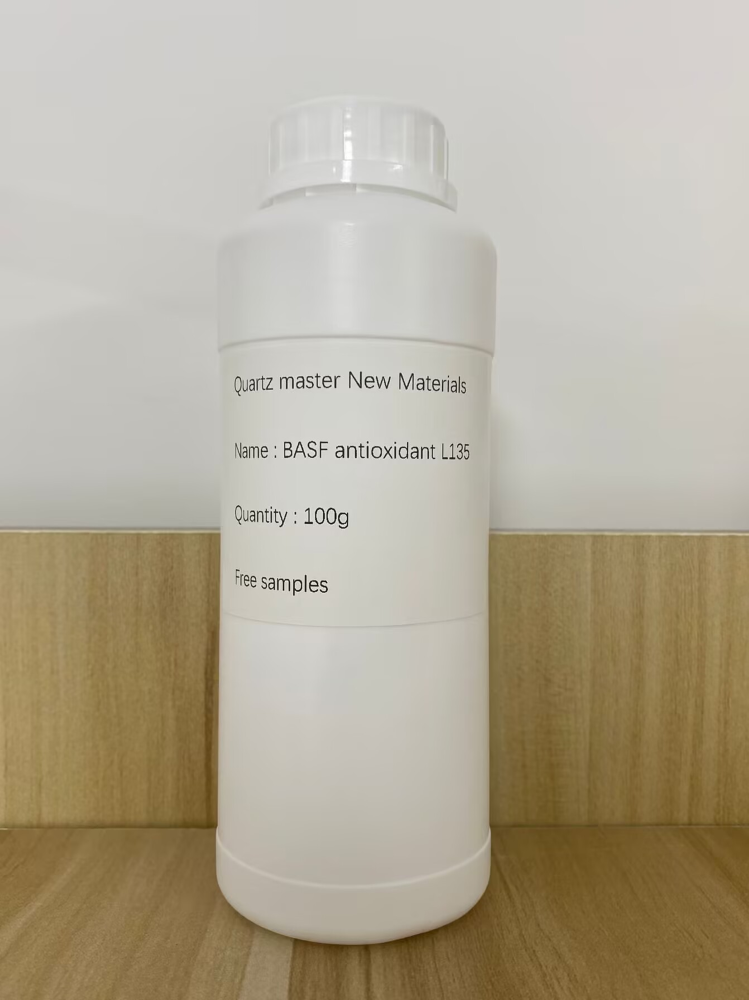 Quartz master New Materials
Name : BASF antioxidant L135
Quantity : 100g
Free samples